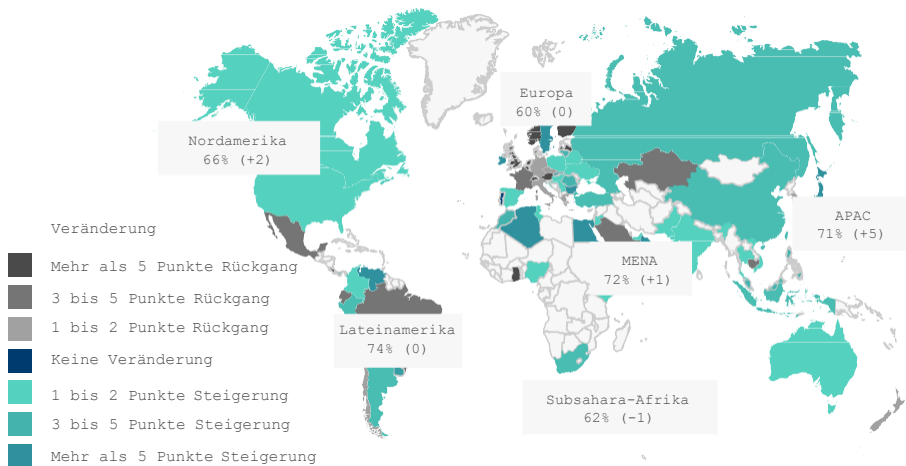 Europa
60% (0)
Nordamerika
66% (+2)
APAC
71% (+5)
Veränderung
MENA
72% (+1)
Mehr als 5 Punkte Rückgang
3 bis 5 Punkte Rückgang
1 bis 2 Punkte Rückgang
Lateinamerika
74% (0)
Keine Veränderung
1 bis 2 Punkte Steigerung
Subsahara-Afrika
62% (-1)
3 bis 5 Punkte Steigerung
Mehr als 5 Punkte Steigerung